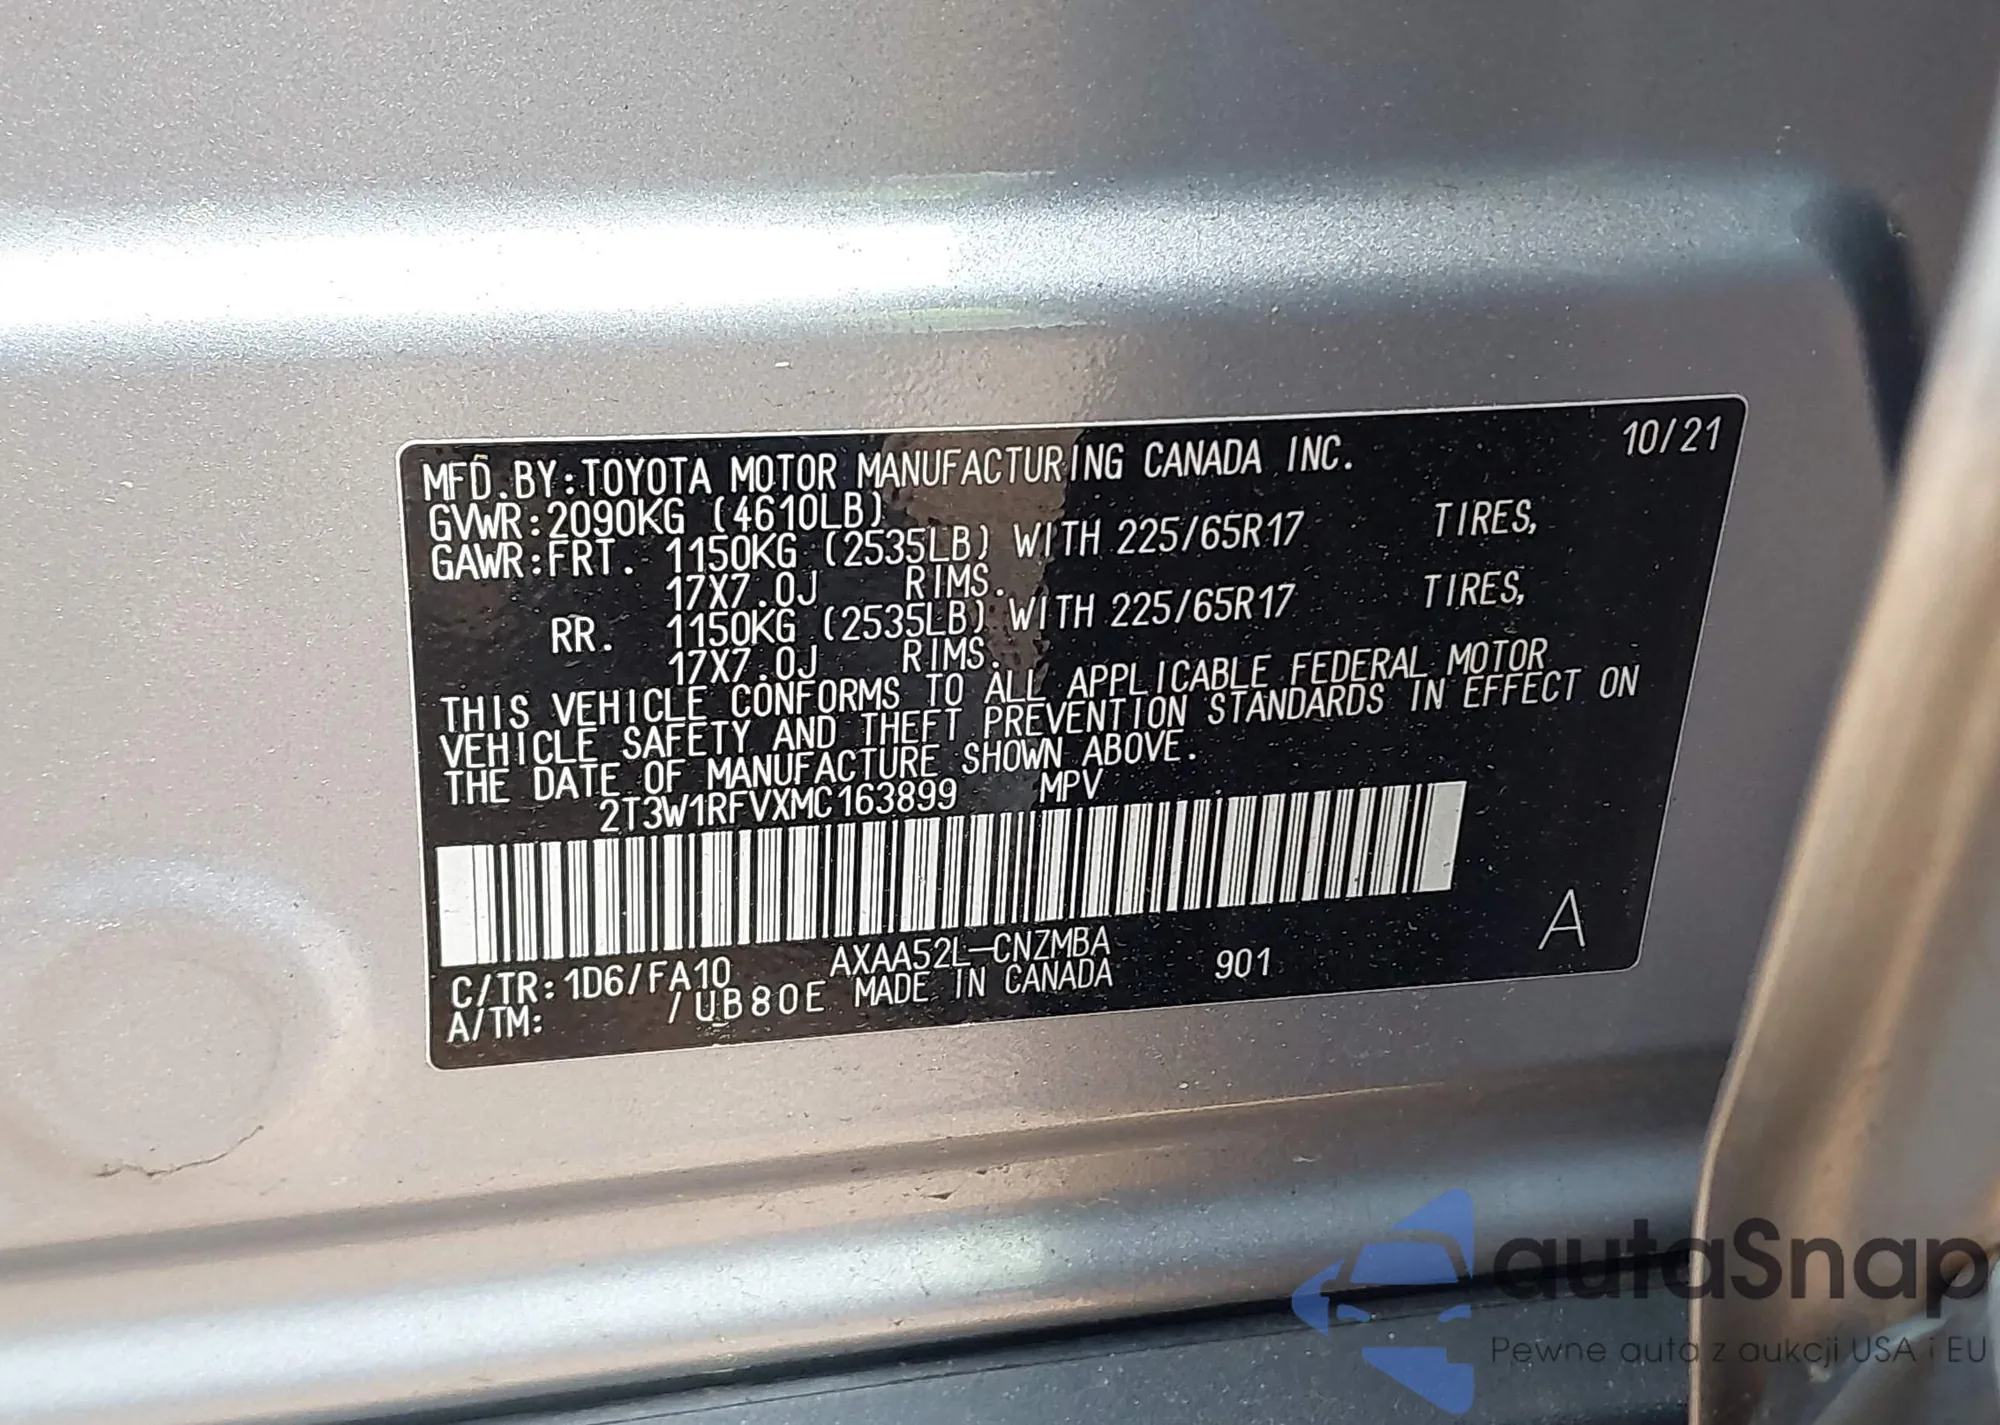 MFD.BY:TOYOTA MOTOR MANUFACTURING CANADA INC. 10/21
GVWR:2090KG (4610LB)
GAWR:FRT. 1150KG (2535LB) WITH 225/65R17 TIRES,
17X7.0J RIMS.
RR. 1150KG (2535LB) WITH 225/65R17 TIRES,
17X7.0J RIMS.
THIS VEHICLE CONFORMS TO ALL APPLICABLE FEDERAL MOTOR
VEHICLE SAFETY AND THEFT PREVENTION STANDARDS IN EFFECT ON
THE DATE OF MANUFACTURE SHOWN ABOVE.
2T3W1RFVXMC163899 MPV
A
C/TR:1D6/FA10 AXAA52L-CNZMBA
A/TM: /UB80E MADE IN CANADA 901
autaSnap
Pewne auta z aukcji USA i EU